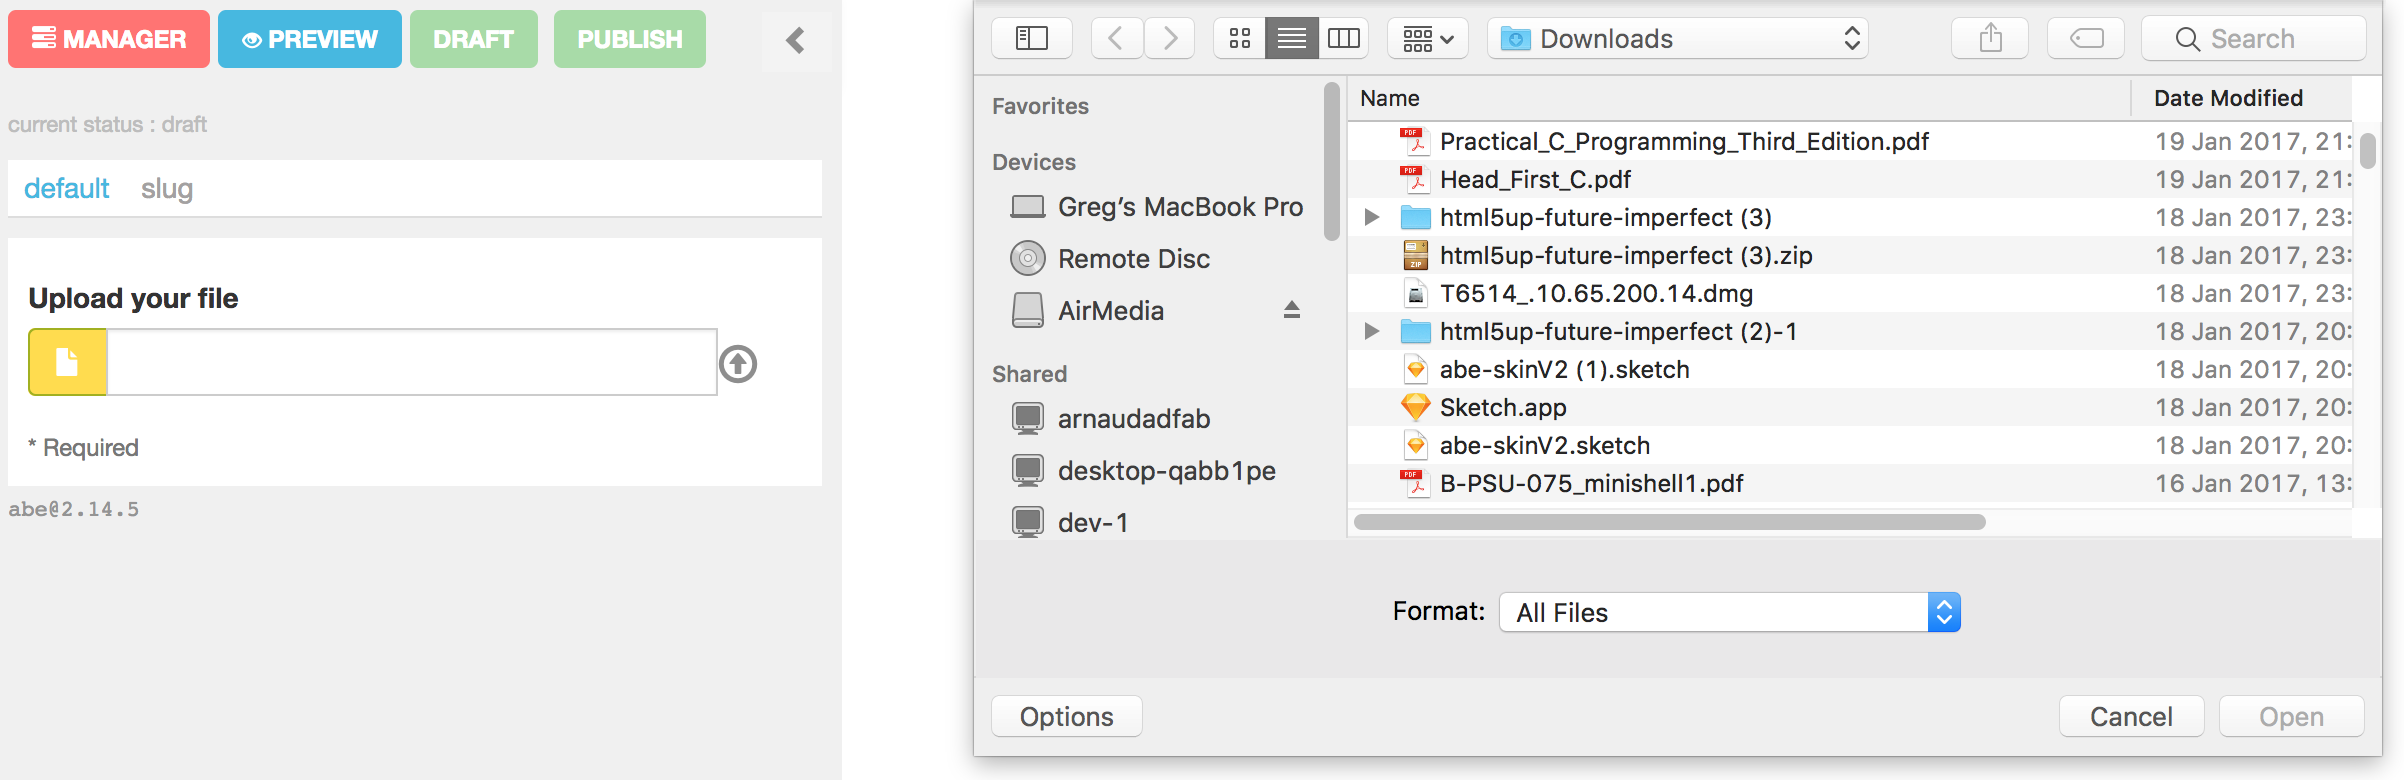 MANAGER PREVIEW DRAFT PUBLISH
current status : draft
default slug
Upload your file
* Required
abe@2.14.5
Downloads Search
Favorites
Devices
Greg’s MacBook Pro
Remote Disc
AirMedia
Shared
arnaudadfab
desktop-qabb1pe
dev-1
Name Date Modified
PDF Practical_C_Programming_Third_Edition.pdf 19 Jan 2017, 21:
PDF Head_First_C.pdf 19 Jan 2017, 21:
html5up-future-imperfect (3) 18 Jan 2017, 23:
ZIP html5up-future-imperfect (3).zip 18 Jan 2017, 23:
T6514_.10.65.200.14.dmg 18 Jan 2017, 23:
html5up-future-imperfect (2)-1 18 Jan 2017, 20:
abe-skinV2 (1).sketch 18 Jan 2017, 20:
Sketch.app 18 Jan 2017, 20:
abe-skinV2.sketch 18 Jan 2017, 20:
PDF B-PSU-075_minishell1.pdf 16 Jan 2017, 13:
Format: All Files
Options Cancel Open